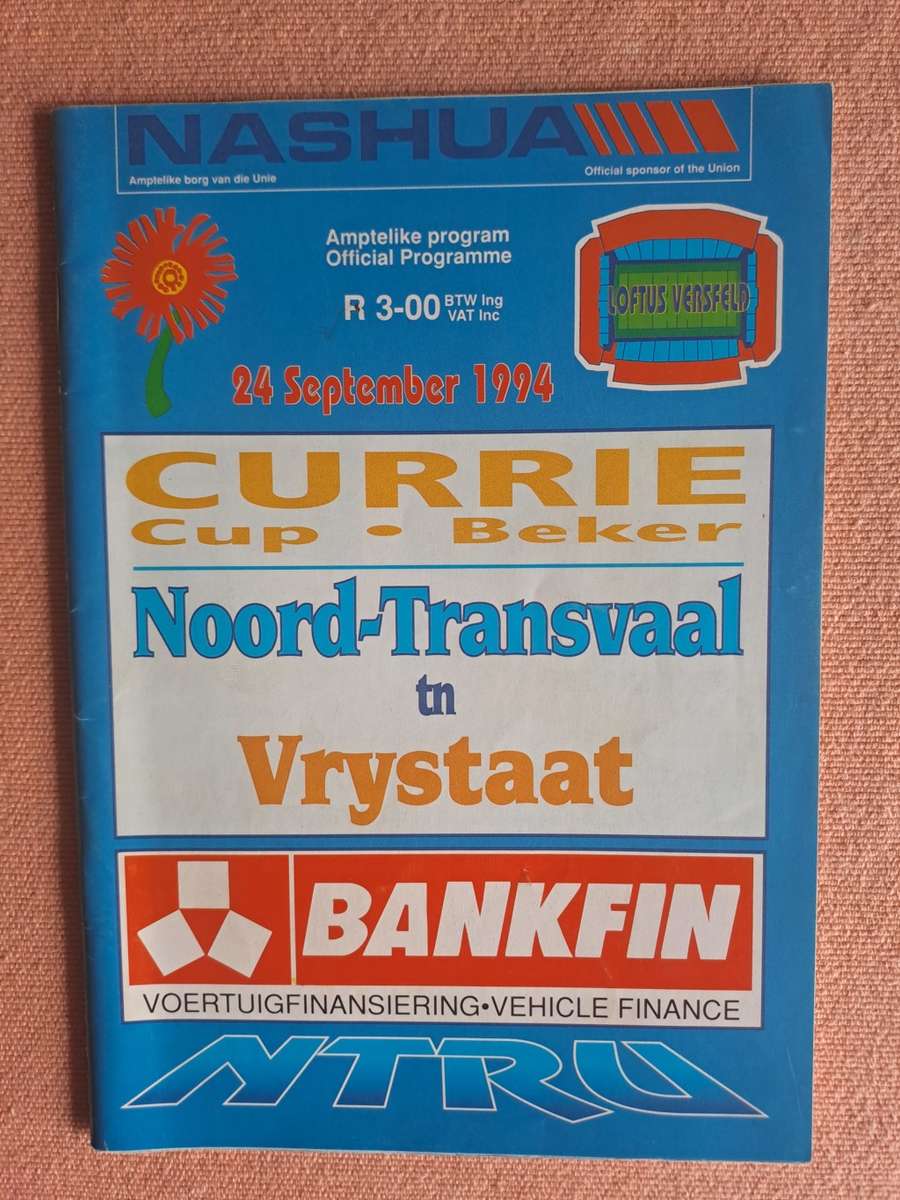 NASHUA
Amptelike borg van die Unie
Official sponsor of the Union
Amptelike program
Official Programme
R 3-00 BTW Ing
VAT Inc
LOFTUS VERSFELD
24 September 1994
CURRIE
Cup • Beker
Noord-Transvaal
tn
Vrystaat
BANKFIN
VOERTUIGFINANSIERING•VEHICLE FINANCE
NTRU